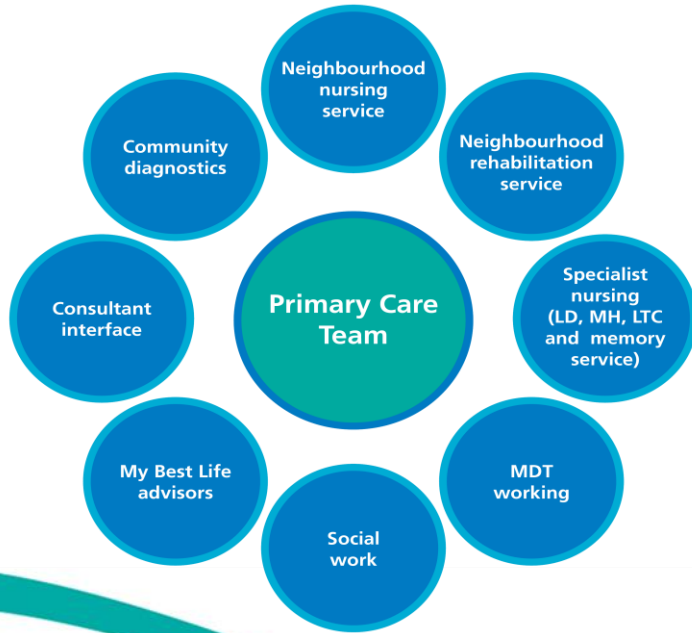 Neighbourhood
nursing
service
Neighbourhood
rehabilitation
service
Specialist
nursing
(LD, MH, LTC
and memory
service)
MDT
working
Social
work
My Best Life
advisors
Consultant
interface
Community
diagnostics
Primary Care
Team